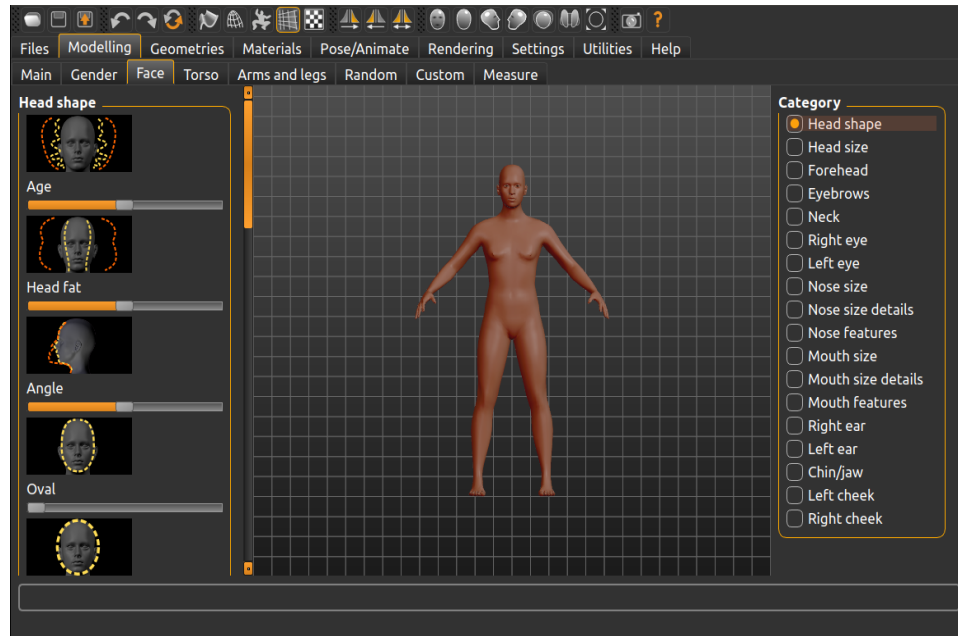 Files Modelling Geometries Materials Pose/Animate Rendering Settings Utilities Help
Main Gender Face Torso Arms and legs Random Custom Measure
Head shape
Age
Head fat
Angle
Oval
Category
Head shape
Head size
Forehead
Eyebrows
Neck
Right eye
Left eye
Nose size
Nose size details
Nose features
Mouth size
Mouth size details
Mouth features
Right ear
Left ear
Chin/jaw
Left cheek
Right cheek